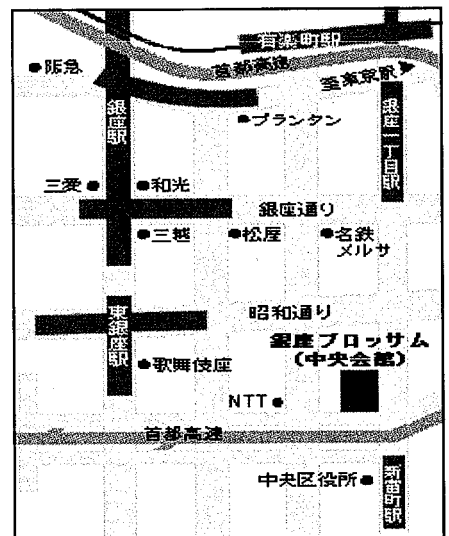 有楽町駅
首都高速
●阪急
至東京駅
銀座駅
●プランタン
銀座一丁目駅
三愛●
●和光
銀座通り
●三越
●松屋
●名鉄
メルサ
昭和通り
東銀座駅
銀座ブロッサム
(中央会館)
●歌舞伎座
NTT●
首都高速
中央区役所●
新富町駅